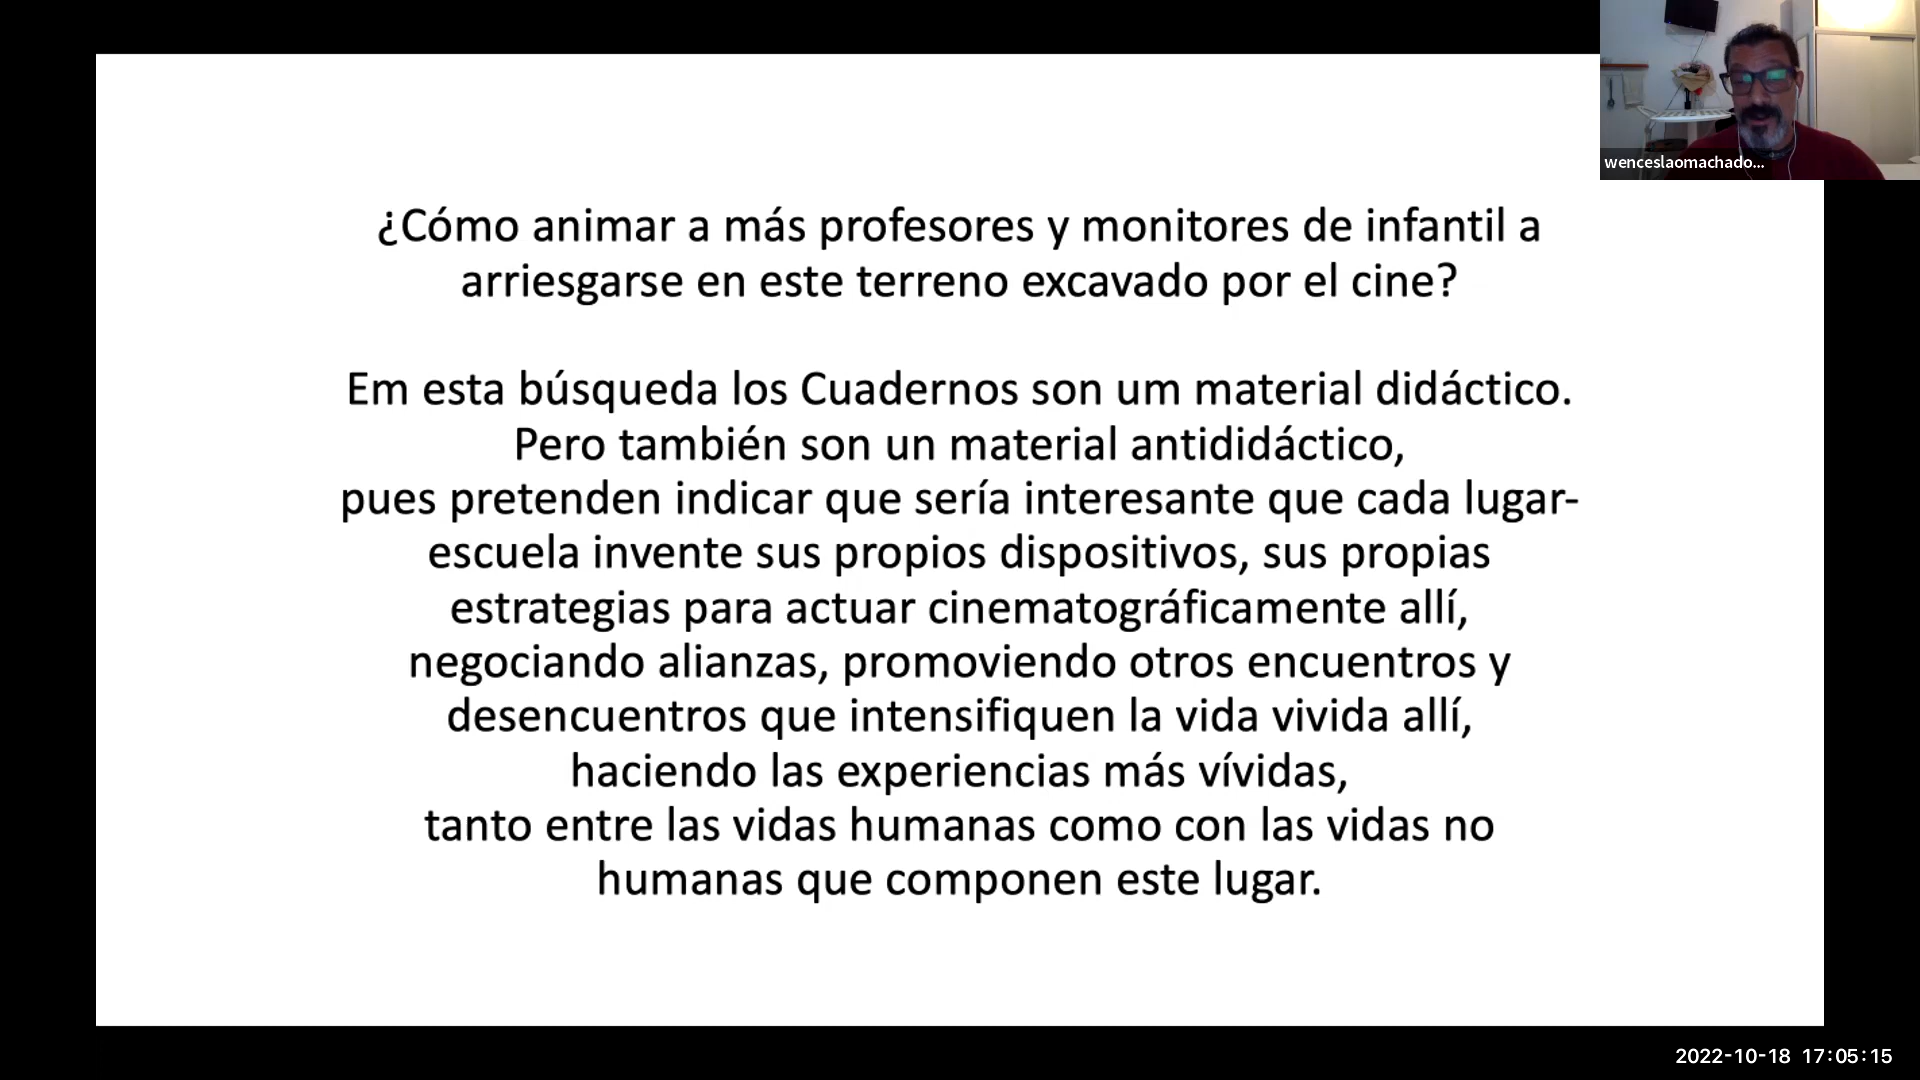 wenceslaomachado...
¿Cómo animar a más profesores y monitores de infantil a
arriesgarse en este terreno excavado por el cine?
Em esta búsqueda los Cuadernos son um material didáctico.
Pero también son un material antididáctico,
pues pretenden indicar que sería interesante que cada lugar-
escuela invente sus propios dispositivos, sus propias
estrategias para actuar cinematográficamente allí,
negociando alianzas, promoviendo otros encuentros y
desencuentros que intensifiquen la vida vivida allí,
haciendo las experiencias más vívidas,
tanto entre las vidas humanas como con las vidas no
humanas que componen este lugar.
2022-10-18 17:05:15